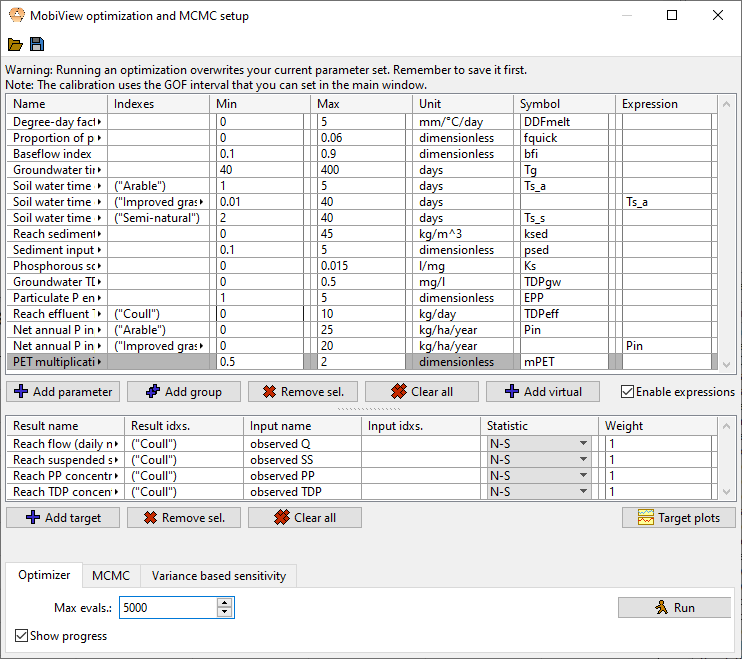 MobiView optimization and MCMC setup
Warning: Running an optimization overwrites your current parameter set. Remember to save it first.
Note: The calibration uses the GOF interval that you can set in the main window.
Name Indexes Min Max Unit Symbol Expression
Degree-day fact 0 5 mm/°C/day DDFmelt
Proportion of p 0 0.06 dimensionless fquick
Baseflow index 0.1 0.9 dimensionless bfi
Groundwater tir 40 400 days Tg
Soil water time ("Arable") 1 5 days Ts_a
Soil water time ("Improved gras 0.01 40 days Ts_a
Soil water time ("Semi-natural") 2 40 days Ts_s
Reach sediment 0 45 kg/m^3 ksed
Sediment input 0.1 5 dimensionless psed
Phosphorous sc 0 0.015 l/mg Ks
Groundwater TD 0 0.5 mg/l TDPgw
Particulate P en 1 5 dimensionless EPP
Reach effluent ("Coull") 0 10 kg/day TDPeff
Net annual P in ("Arable") 0 25 kg/ha/year Pin
Net annual P in ("Improved gras 0 20 kg/ha/year Pin
PET multiplicati 0.5 2 dimensionless mPET
Add parameter Add group Remove sel. Clear all Add virtual Enable expressions
Result name Result idxs. Input name Input idxs. Statistic Weight
Reach flow (daily n ("Coull") observed Q N-S 1
Reach suspended s ("Coull") observed SS N-S 1
Reach PP concentr ("Coull") observed PP N-S 1
Reach TDP concen ("Coull") observed TDP N-S 1
Add target Remove sel. Clear all Target plots
Optimizer MCMC Variance based sensitivity
Max evals.: 5000 Run
Show progress